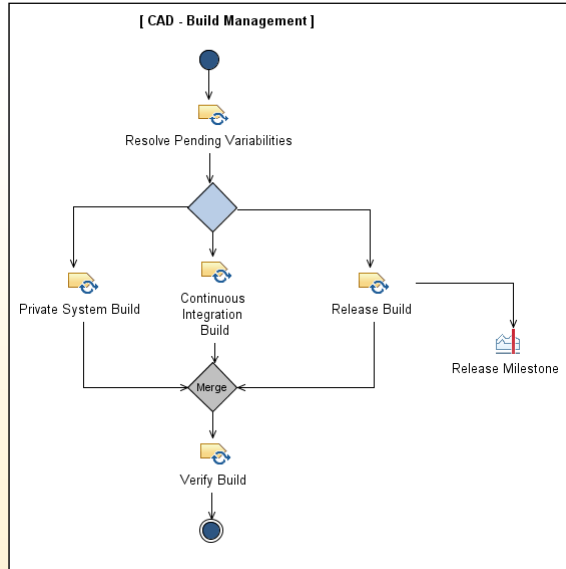 [ CAD - Build Management ]
Resolve Pending Variabilities
Private System Build
Continuous
Integration
Build
Release Build
Release Milestone
Merge
Verify Build